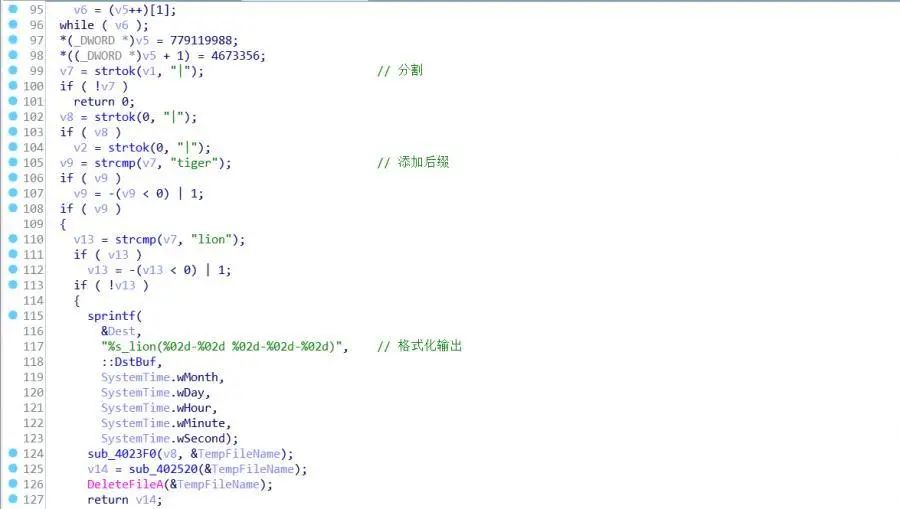 95 v6 = (v5++)[1];
96 while ( v6 );
97 *(_DWORD *)v5 = 779119988;
98 *((_DWORD *)v5 + 1) = 4673356;
99 v7 = strtok(v1, "|"); // 分割
100 if ( !v7 )
101 return 0;
102 v8 = strtok(0, "|");
103 if ( v8 )
104 v2 = strtok(0, "|");
105 v9 = strcmp(v7, "tiger"); // 添加后缀
106 if ( v9 )
107 v9 = -(v9 < 0) | 1;
108 if ( v9 )
109 {
110 v13 = strcmp(v7, "lion");
111 if ( v13 )
112 v13 = -(v13 < 0) | 1;
113 if ( !v13 )
114 {
115 sprintf(
116 &Dest,
117 "%s_lion(%02d-%02d %02d-%02d-%02d)", // 格式化输出
118 ::DstBuf,
119 SystemTime.wMonth,
120 SystemTime.wDay,
121 SystemTime.wHour,
122 SystemTime.wMinute,
123 SystemTime.wSecond);
124 sub_4023F0(v8, &TempFileName);
125 v14 = sub_402520(&TempFileName);
126 DeleteFileA(&TempFileName);
127 return v14;